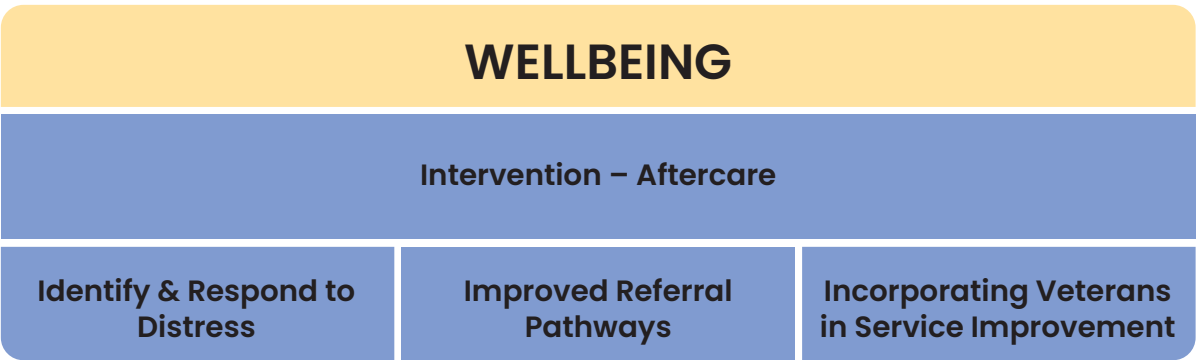 WELLBEING
Intervention – Aftercare
Identify & Respond to
Distress
Improved Referral
Pathways
Incorporating Veterans
in Service Improvement